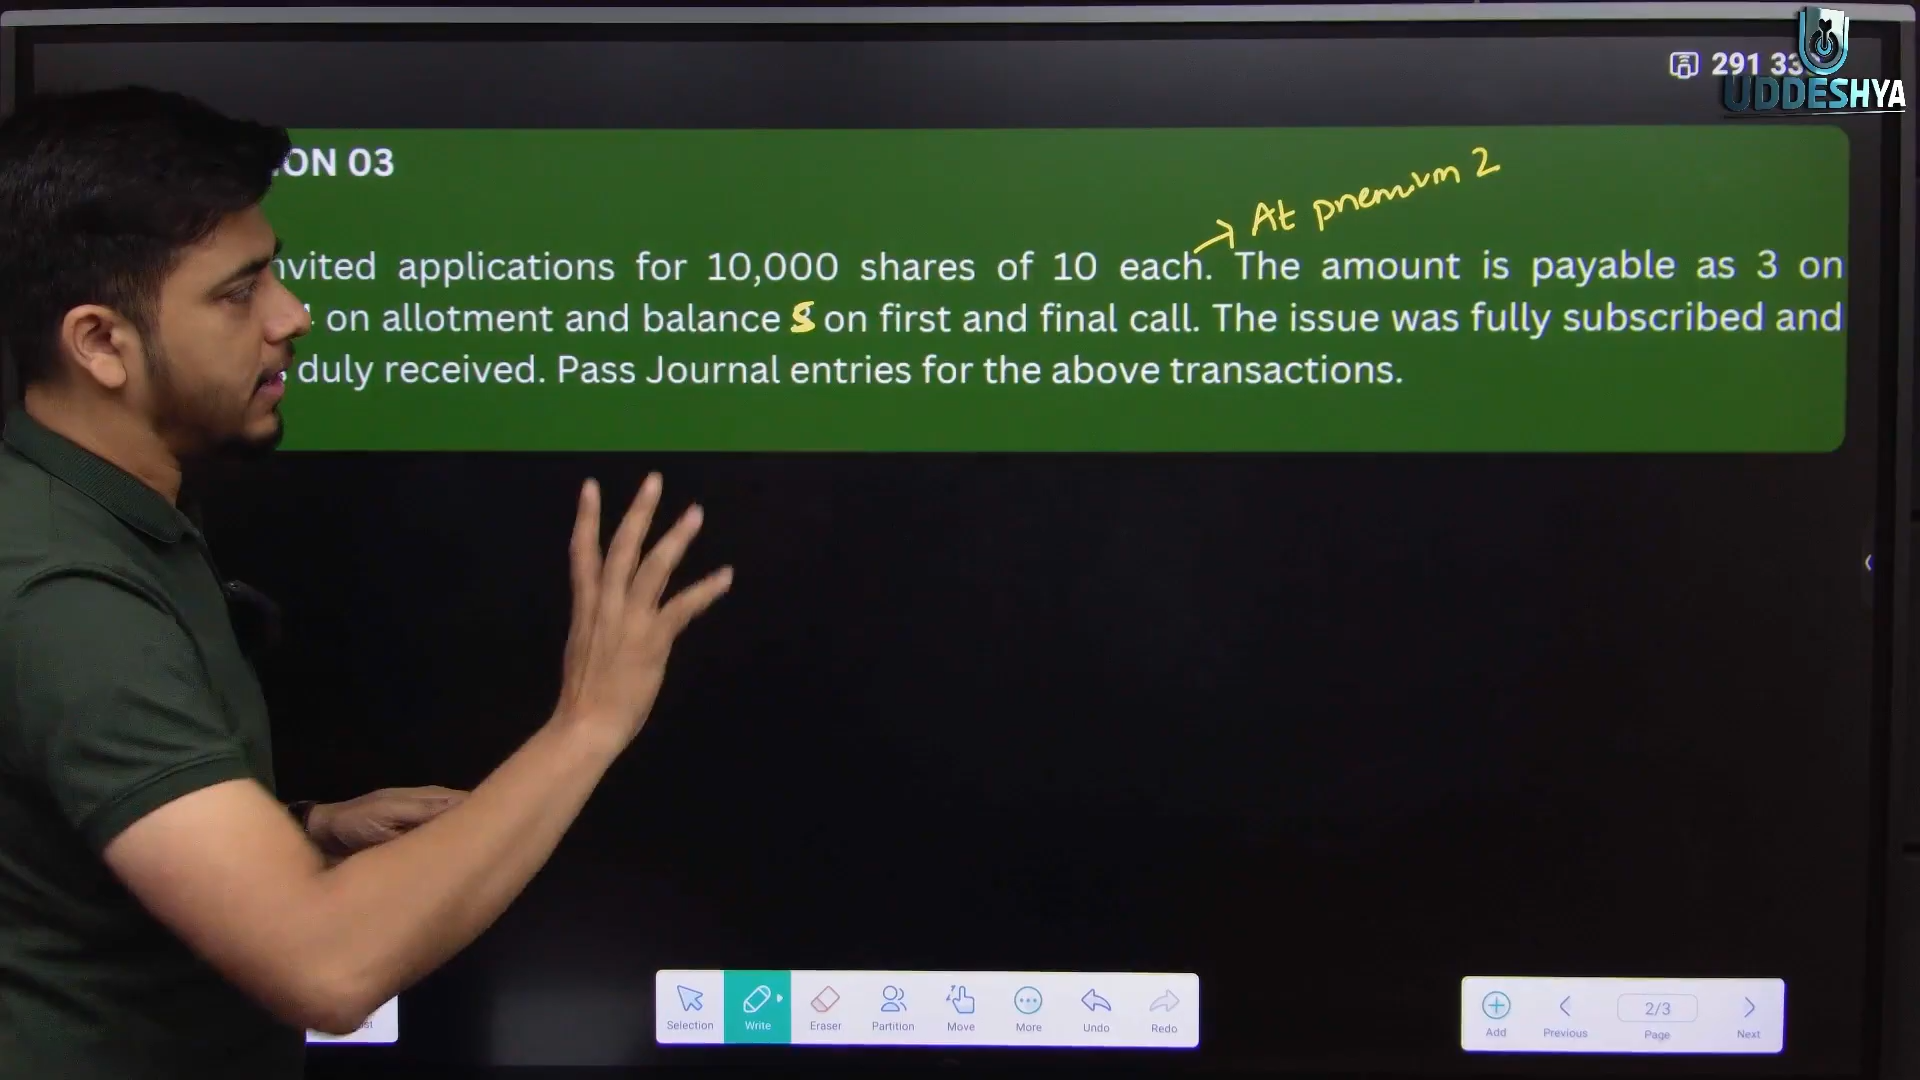 291 33
UDDESHYA
ON 03
At premium 2
nvited applications for 10,000 shares of 10 each. The amount is payable as 3 on
on allotment and balance 5 on first and final call. The issue was fully subscribed and
duly received. Pass Journal entries for the above transactions.
Selection Write Eraser Partition Move More Undo Redo
Add Previous 2/3 Page Next